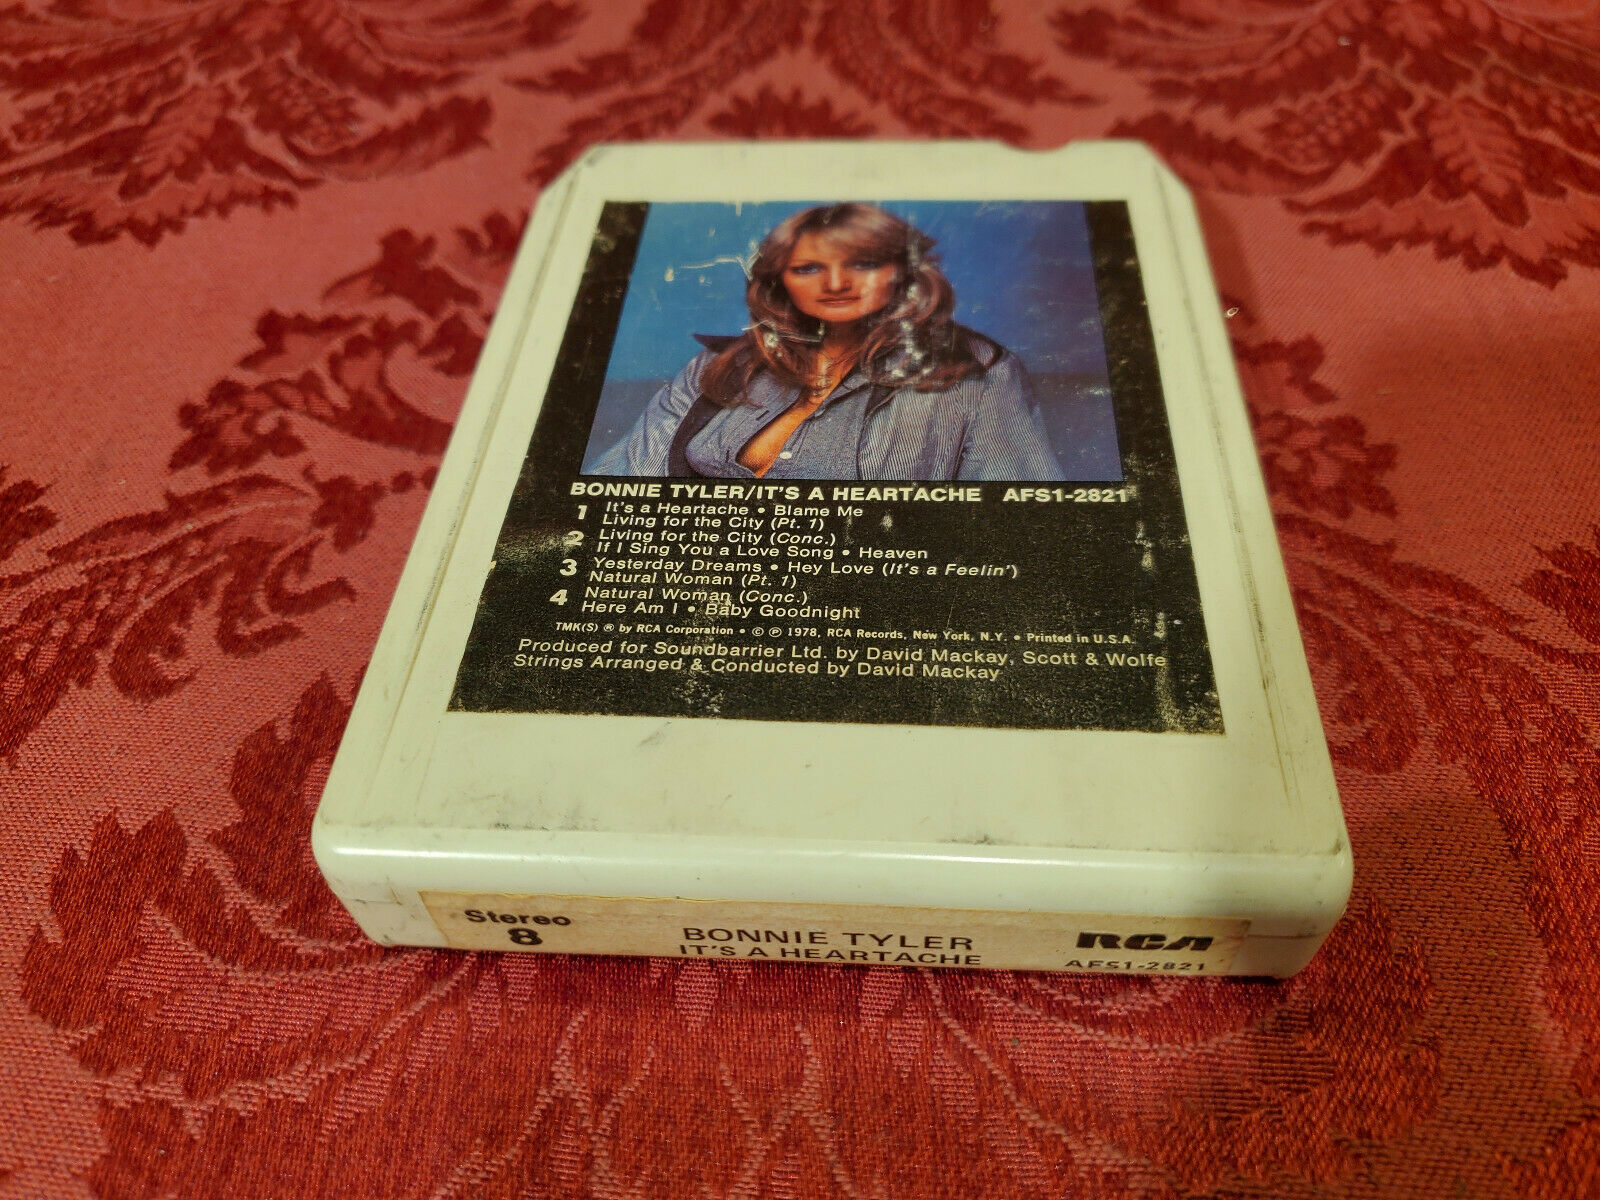 BONNIE TYLER/IT'S A HEARTACHE AFS1-2821
1 It's a Heartache • Blame Me
Living for the City (Pt. 1)
2 Living for the City (Conc.)
If I Sing You a Love Song • Heaven
3 Yesterday Dreams • Hey Love (It's a Feelin')
Natural Woman (Pt. 1)
4 Natural Woman (Conc.)
Here Am I • Baby Goodnight
TMK(S) ® by RCA Corporation • © ℗ 1978, RCA Records, New York, N.Y. • Printed in U.S.A.
Produced for Soundbarrier Ltd. by David Mackay, Scott & Wolfe
Strings Arranged & Conducted by David Mackay
Stereo
8
BONNIE TYLER
IT'S A HEARTACHE
RCA
AFS1-2821